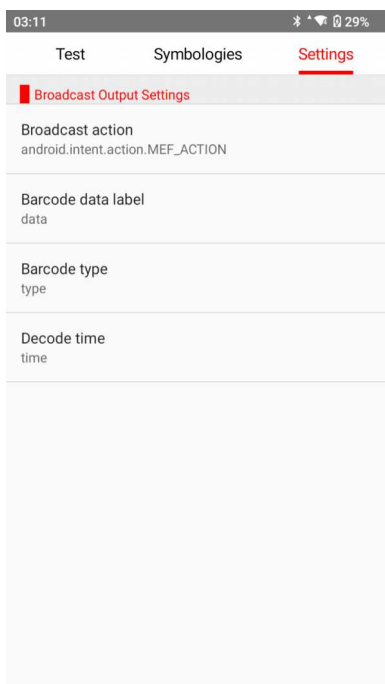 03:11 29%
Test Symbologies Settings
Broadcast Output Settings
Broadcast action
android.intent.action.MEF_ACTION
Barcode data label
data
Barcode type
type
Decode time
time